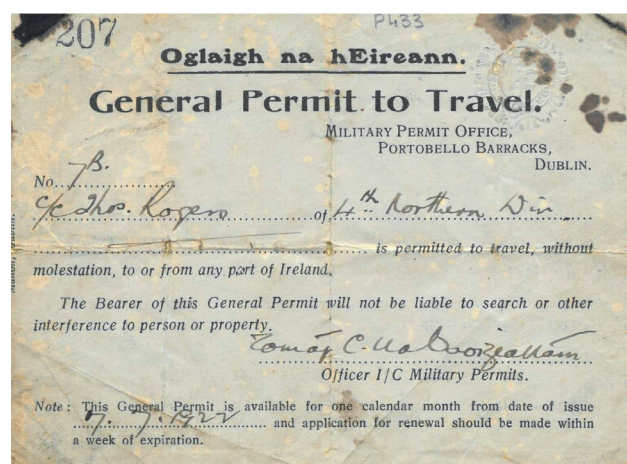 207
P433
Oglaigh na hEireann.
General Permit to Travel.
MILITARY PERMIT OFFICE,
PORTOBELLO BARRACKS,
DUBLIN.
No. 7B.
C/C Thos. Rogers of 4th Northern Div.
is permitted to travel, without
molestation, to or from any part of Ireland.
The Bearer of this General Permit will not be liable to search or other
interference to person or property.
Tomáƒ C.
Officer I/C Military Permits.
Note: This General Permit is available for one calendar month from date of issue
7. 7. 1922 and application for renewal should be made within
a week of expiration.